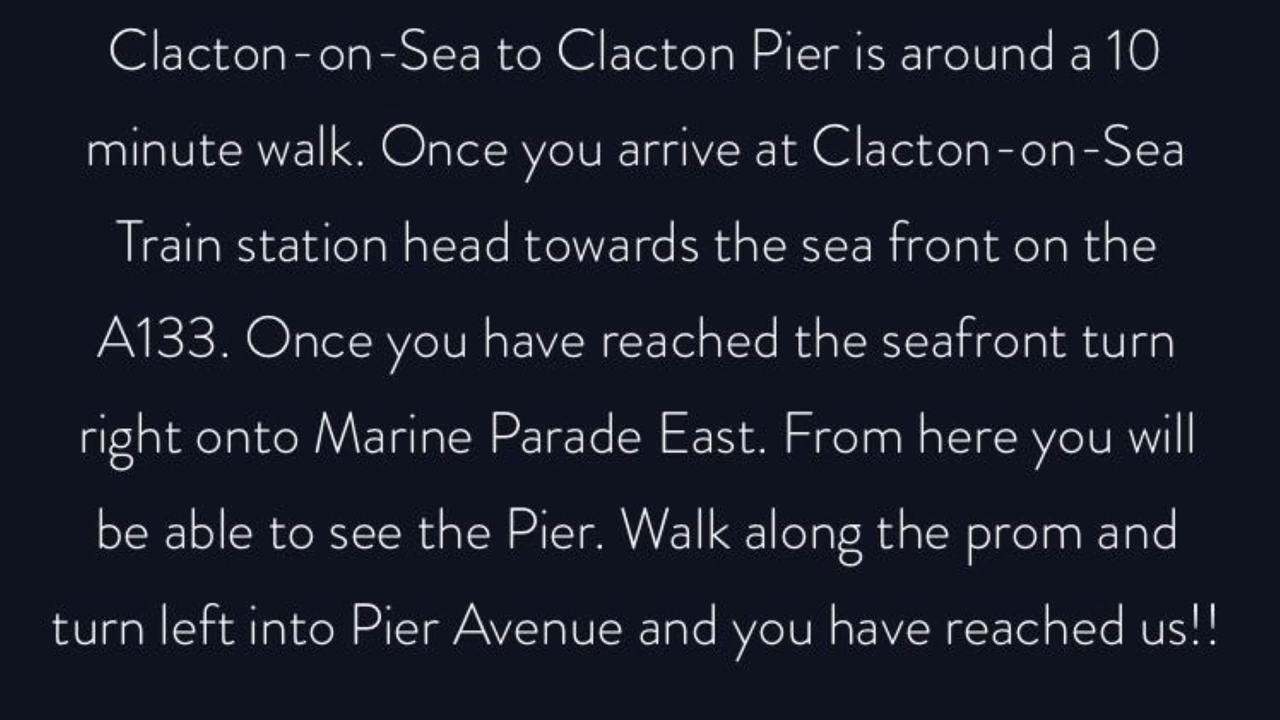 Clacton-on-Sea to Clacton Pier is around a 10
minute walk. Once you arrive at Clacton-on-Sea
Train station head towards the sea front on the
A133. Once you have reached the seafront turn
right onto Marine Parade East. From here you will
be able to see the Pier. Walk along the prom and
turn left into Pier Avenue and you have reached us!!